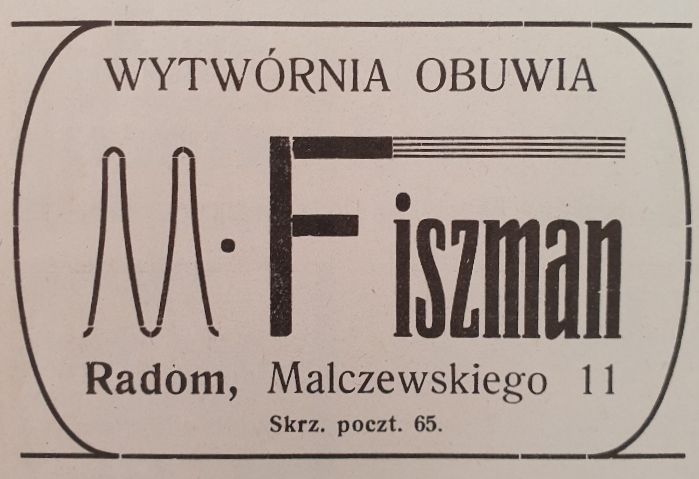 WYTWÓRNIA OBUWIA
M. Fiszman
Radom, Malczewskiego 11
Skrz. poczt. 65.